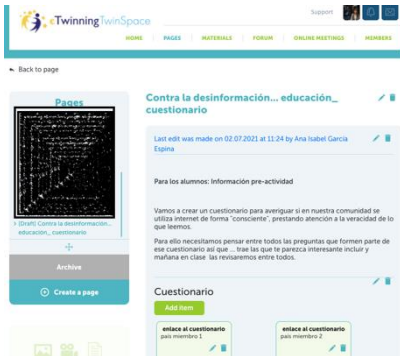 eTwinningTwinSpace
Support
HOME
PAGES
MATERIALS
FORUM
ONLINE MEETINGS
MEMBERS
Back to page
Pages
(Draft) Contra la desinformación...
educación_ cuestionario
Archive
Create a page
Contra la desinformación... educación_
cuestionario
Last edit was made on 02.07.2021 at 11:24 by Ana Isabel García
Espina
Para los alumnos: Información pre-actividad
Vamos a crear un cuestionario para averiguar si en nuestra comunidad se
utiliza internet de forma "consciente", prestando atención a la veracidad de lo
que leemos.
Para ello necesitamos pensar entre todos las preguntas que formen parte de
ese cuestionario así que ... trae las que te parezca interesante incluir y
mañana en clase las revisaremos entre todos.
Cuestionario
Add item
enlace al cuestionario
país miembro 1
enlace al cuestionario
país miembro 2